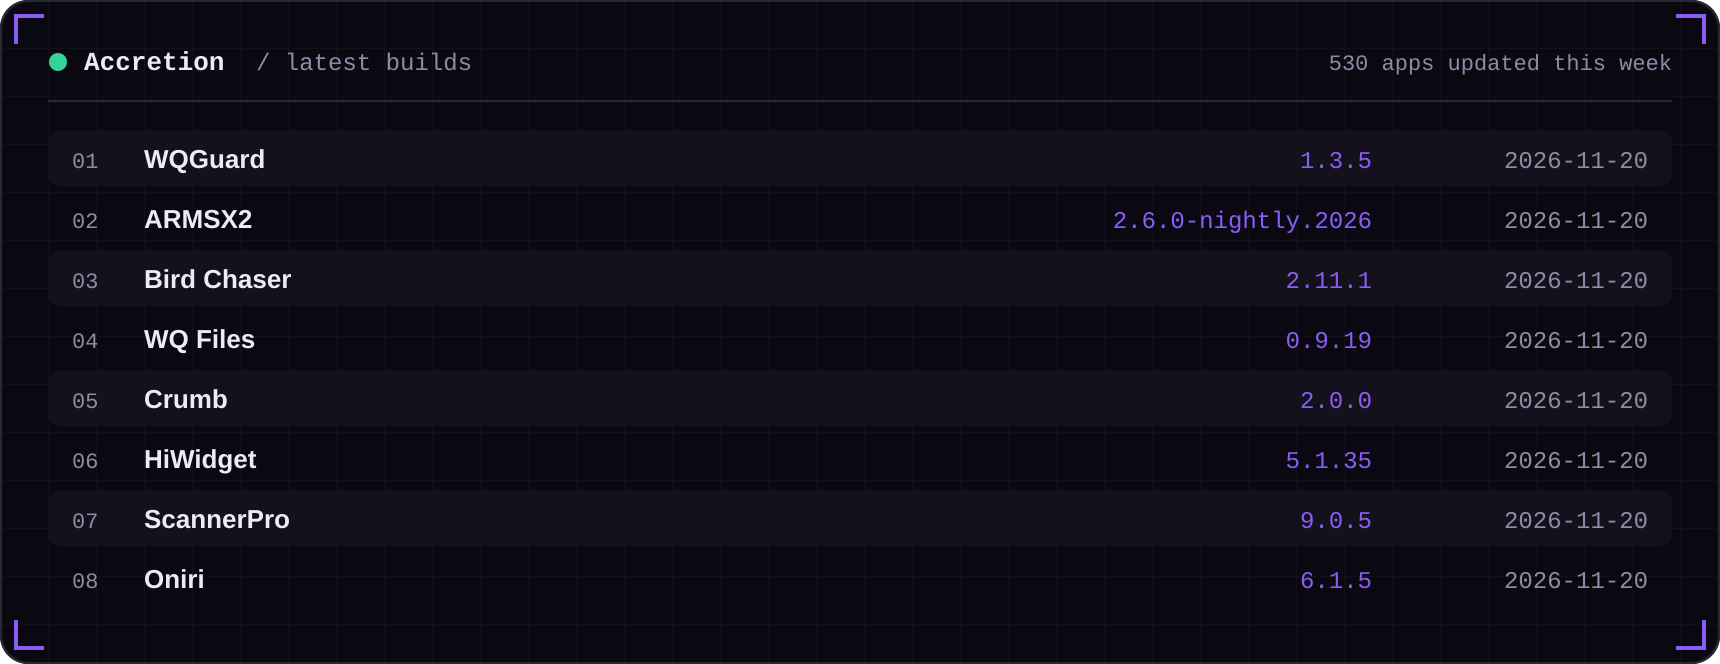 Accretion / latest builds 530 apps updated this week
01 WQGuard 1.3.5 2026-11-20
02 ARMSX2 2.6.0-nightly.2026 2026-11-20
03 Bird Chaser 2.11.1 2026-11-20
04 WQ Files 0.9.19 2026-11-20
05 Crumb 2.0.0 2026-11-20
06 HiWidget 5.1.35 2026-11-20
07 ScannerPro 9.0.5 2026-11-20
08 Oniri 6.1.5 2026-11-20